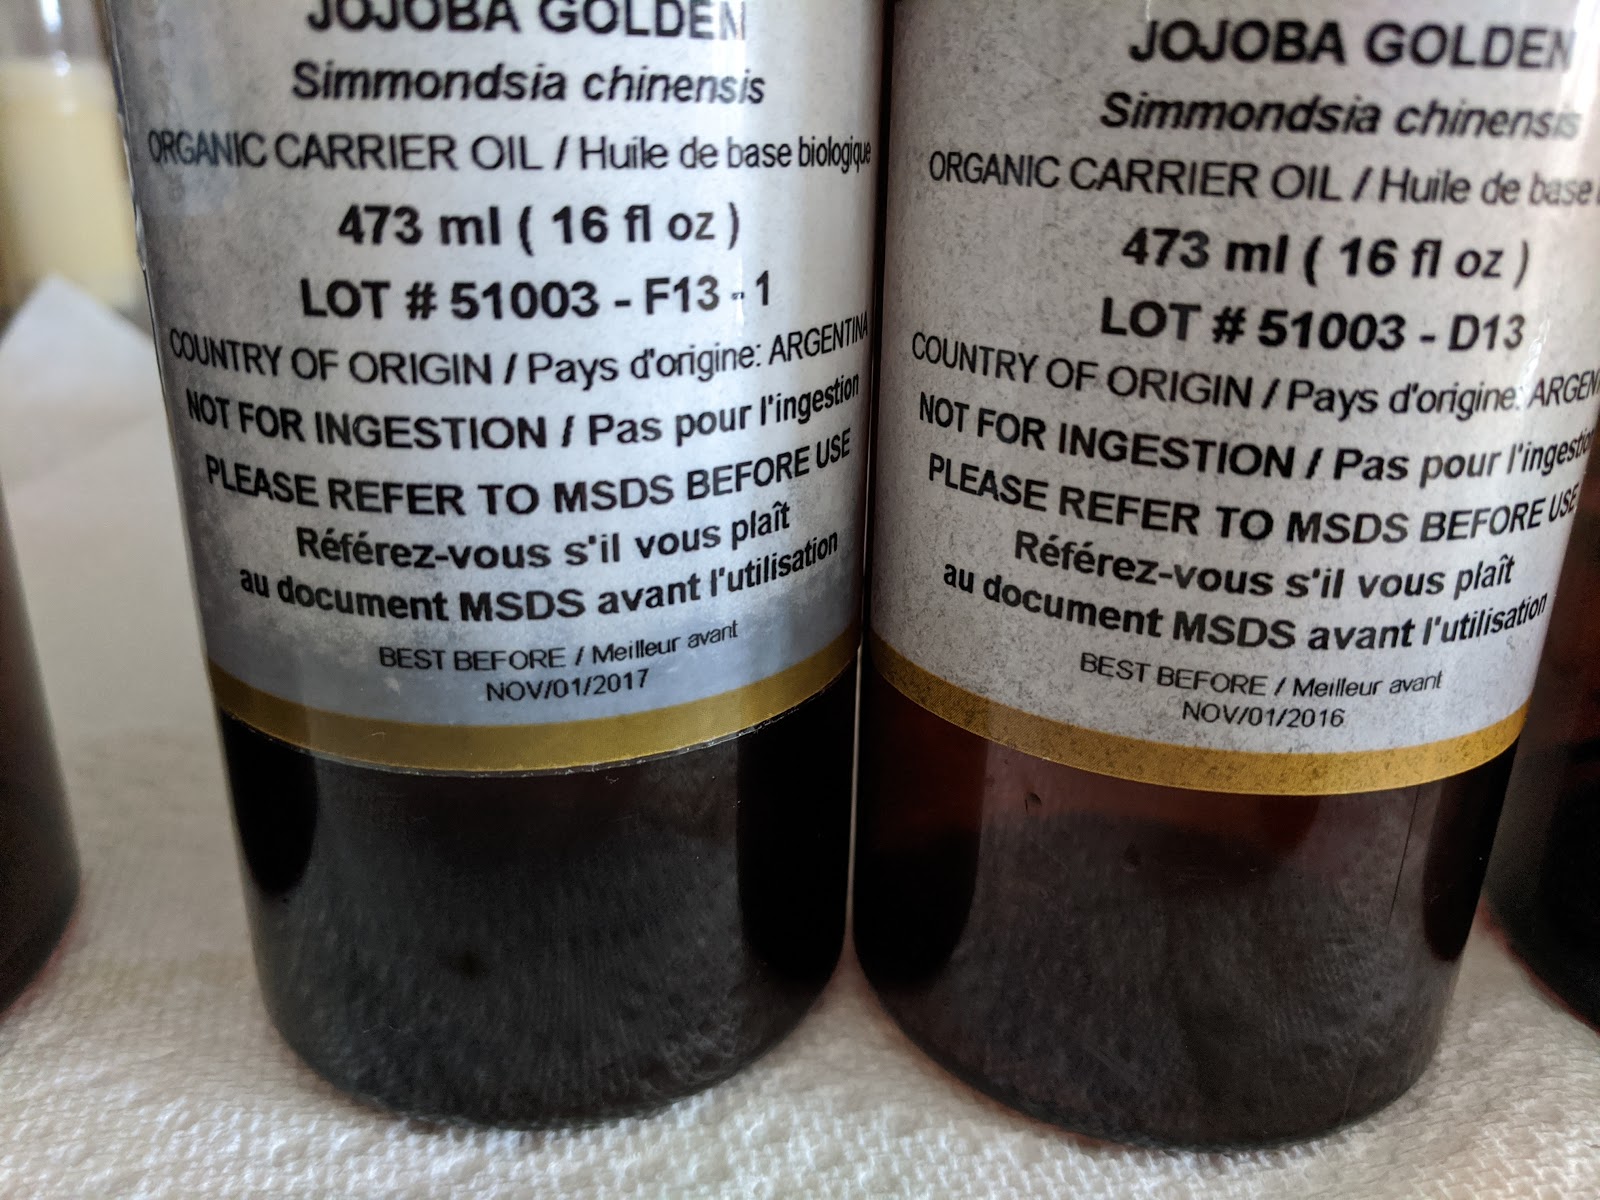 JOJOBA GOLDEN
Simmondsia chinensis
ORGANIC CARRIER OIL / Huile de base biologique
473 ml ( 16 fl oz )
LOT # 51003 - F13 - 1
COUNTRY OF ORIGIN / Pays d'origine: ARGENTINA
NOT FOR INGESTION / Pas pour l'ingestion
PLEASE REFER TO MSDS BEFORE USE
Référez-vous s'il vous plaît
au document MSDS avant l'utilisation
BEST BEFORE / Meilleur avant
NOV/01/2017
JOJOBA GOLDEN
Simmondsia chinensis
ORGANIC CARRIER OIL / Huile de base
473 ml ( 16 fl oz )
LOT # 51003 - D13
COUNTRY OF ORIGIN / Pays d'origine: ARGEN
NOT FOR INGESTION / Pas pour l'ingestio
PLEASE REFER TO MSDS BEFORE USE
Référez-vous s'il vous plaît
au document MSDS avant l'utilisation
BEST BEFORE / Meilleur avant
NOV/01/2016